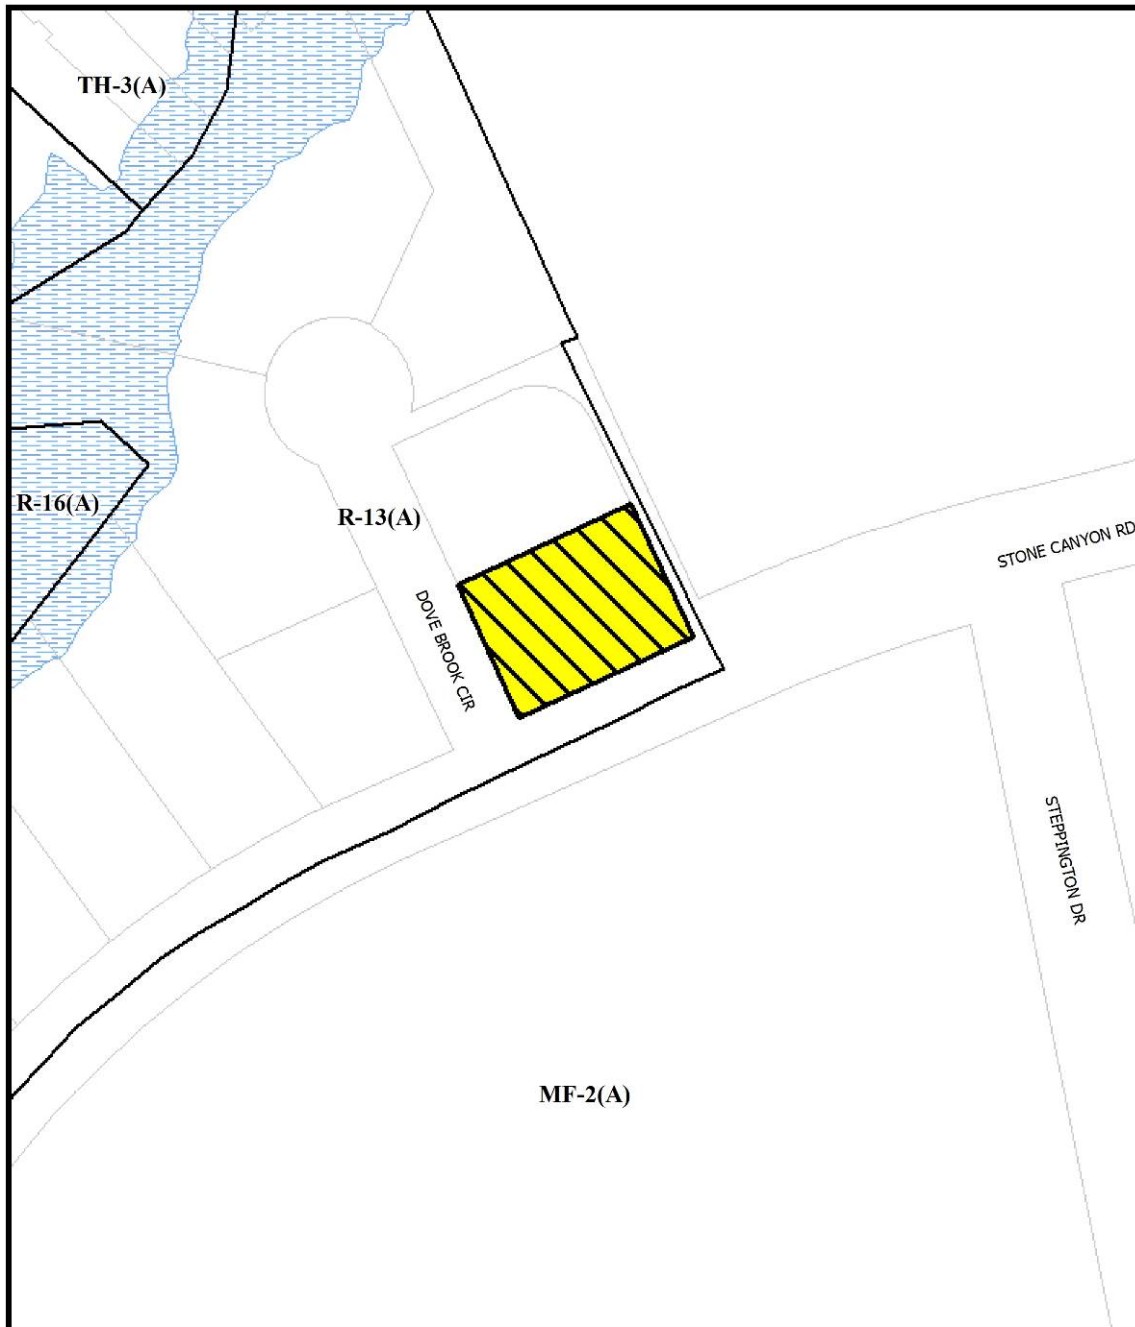 TH-3(A)
R-16(A)
R-13(A)
STONE CANYON RD
DOVE BROOK CIR
STEPPINGTON DR
MF-2(A)